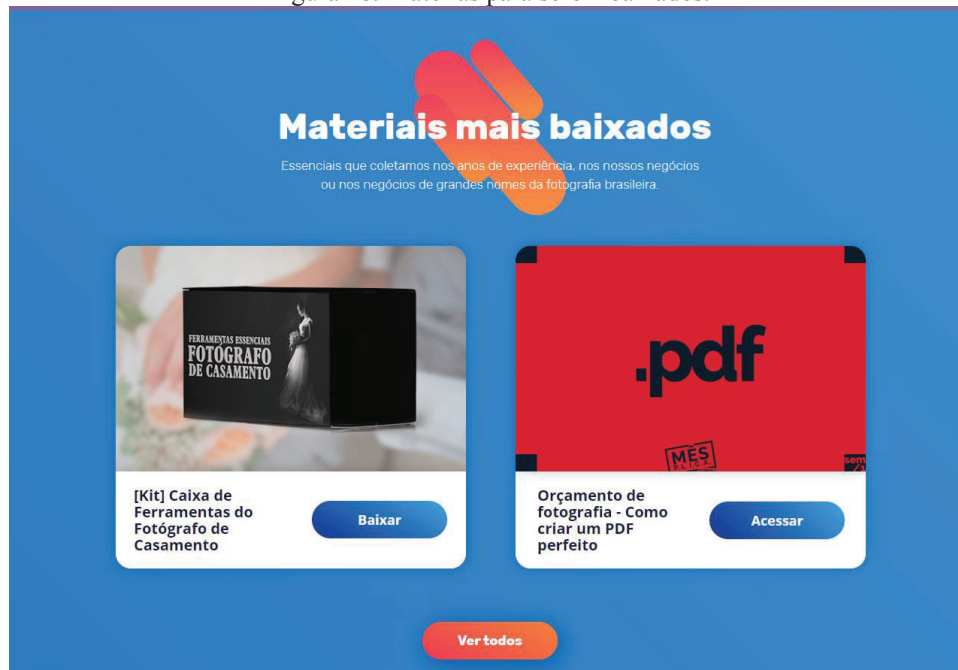 Materiais mais baixados
Essenciais que coletamos nos anos de experiência, nos nossos negócios
ou nos negócios de grandes nomes da fotografia brasileira.
FERRAMENTAS ESSENCIAIS
FOTÓGRAFO
DE CASAMENTO
.pdf
MËS
sem
[Kit] Caixa de
Ferramentas do
Fotógrafo de
Casamento
Baixar
Orçamento de
fotografia - Como
criar um PDF
perfeito
Acessar
Ver todos